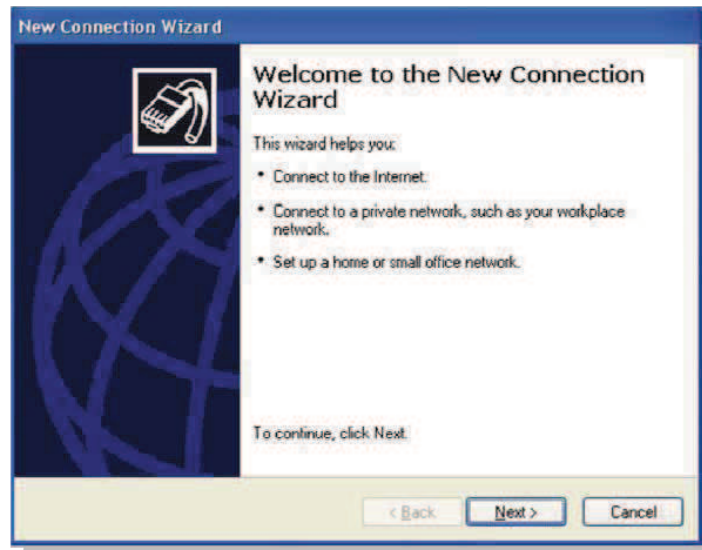 New Connection Wizard
Welcome to the New Connection
Wizard
This wizard helps you:
• Connect to the Internet.
• Connect to a private network, such as your workplace
network.
• Set up a home or small office network.
To continue, click Next.
< Back
Next >
Cancel